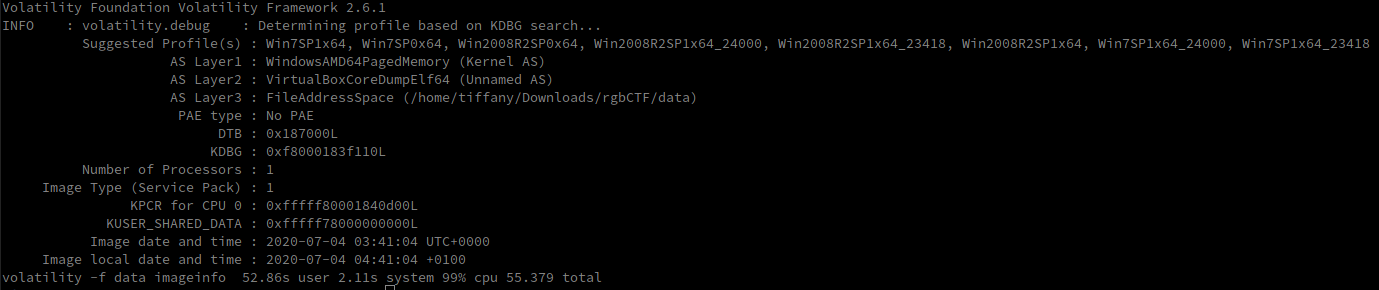 Volatility Foundation Volatility Framework 2.6.1
INFO    : volatility.debug    : Determining profile based on KDBG search...
          Suggested Profile(s) : Win7SP1x64, Win7SP0x64, Win2008R2SP0x64, Win2008R2SP1x64_24000, Win2008R2SP1x64_23418, Win2008R2SP1x64, Win7SP1x64_24000, Win7SP1x64_23418
                     AS Layer1 : WindowsAMD64PagedMemory (Kernel AS)
                     AS Layer2 : VirtualBoxCoreDumpElf64 (Unnamed AS)
                     AS Layer3 : FileAddressSpace (/home/tiffany/Downloads/rgbCTF/data)
                      PAE type : No PAE
                           DTB : 0x187000L
                          KDBG : 0xf8000183f110L
          Number of Processors : 1
     Image Type (Service Pack) : 1
                KPCR for CPU 0 : 0xfffff80001840d00L
             KUSER_SHARED_DATA : 0xfffff78000000000L
           Image date and time : 2020-07-04 03:41:04 UTC+0000
     Image local date and time : 2020-07-04 04:41:04 +0100
volatility -f data imageinfo  52.86s user 2.11s system 99% cpu 55.379 total